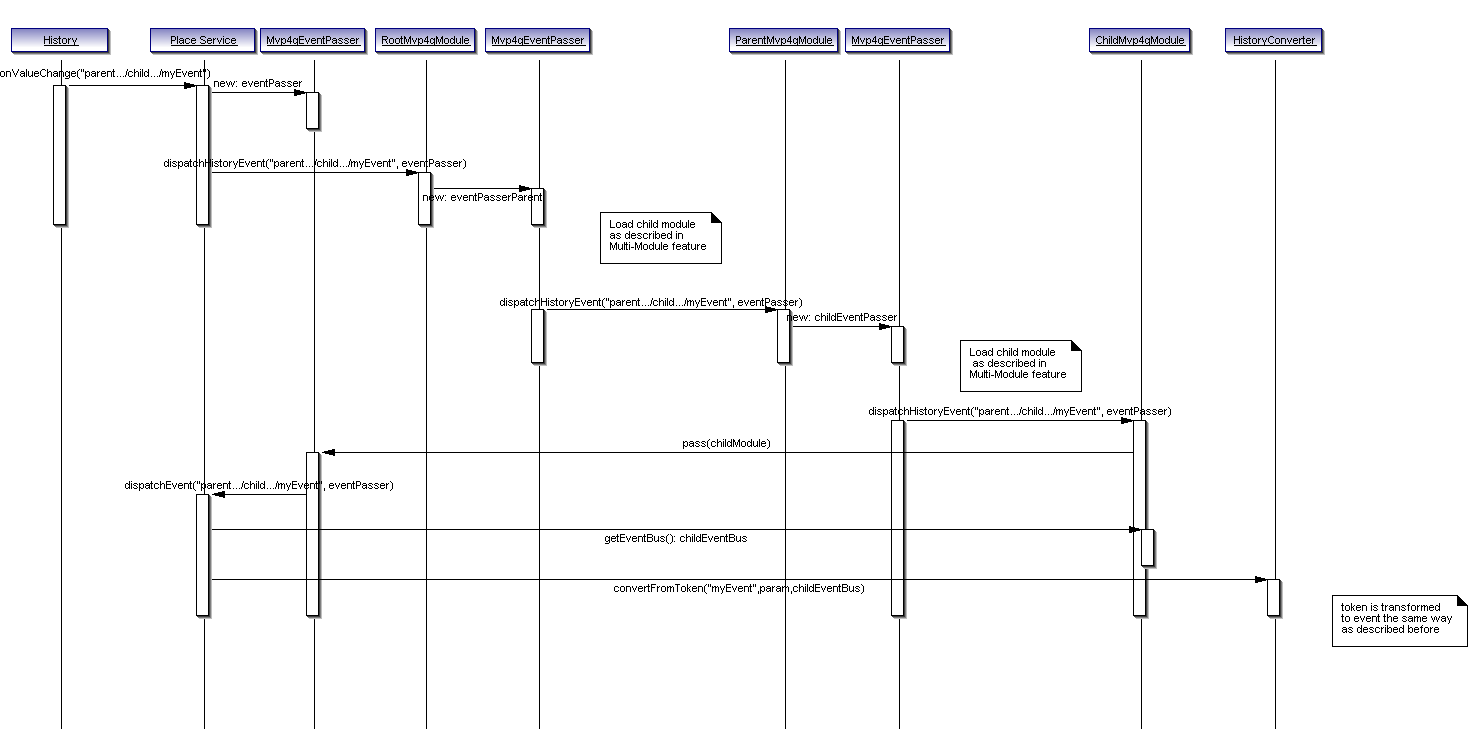 History
Place Service
Mvp4gEventPasser
RootMvp4gModule
Mvp4gEventPasser
ParentMvp4gModule
Mvp4gEventPasser
ChildMvp4gModule
HistoryConverter
onValueChange("parent.../child.../myEvent")
new: eventPasser
dispatchHistoryEvent("parent.../child.../myEvent", eventPasser)
new: eventPasserParent
Load child module
as described in
Multi-Module feature
dispatchHistoryEvent("parent.../child.../myEvent", eventPasser)
new: childEventPasser
Load child module
as described in
Multi-Module feature
dispatchHistoryEvent("parent.../child.../myEvent", eventPasser)
pass(childModule)
dispatchEvent("parent.../child.../myEvent", eventPasser)
getEventBus(): childEventBus
convertFromToken("myEvent",param,childEventBus)
token is transformed
to event the same way
as described before